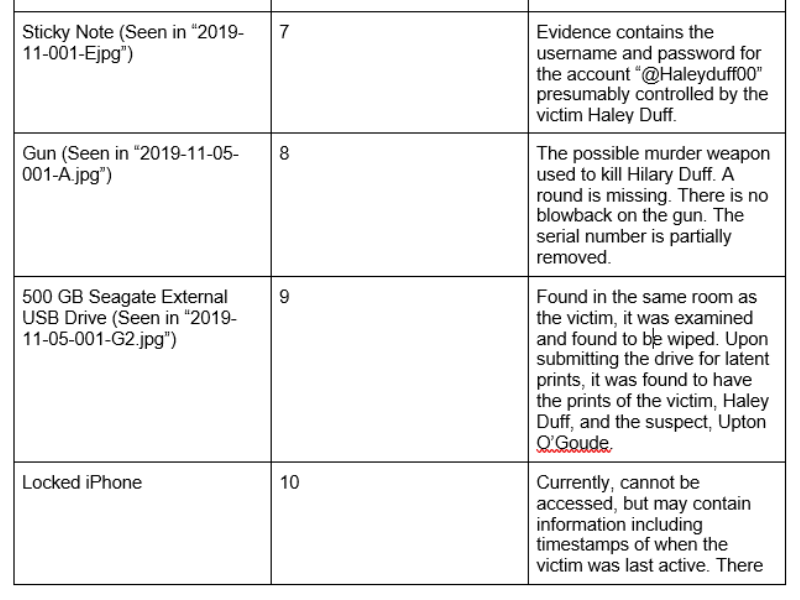 Sticky Note (Seen in “2019-
11-001-Ejpg”)
7
Evidence contains the
username and password for
the account “@Haleyduff00”
presumably controlled by the
victim Haley Duff.
Gun (Seen in “2019-11-05-
001-A.jpg”)
8
The possible murder weapon
used to kill Hilary Duff. A
round is missing. There is no
blowback on the gun. The
serial number is partially
removed.
500 GB Seagate External
USB Drive (Seen in “2019-
11-05-001-G2.jpg”)
9
Found in the same room as
the victim, it was examined
and found to be wiped. Upon
submitting the drive for latent
prints, it was found to have
the prints of the victim, Haley
Duff, and the suspect, Upton
O’Goude.
Locked iPhone
10
Currently, cannot be
accessed, but may contain
information including
timestamps of when the
victim was last active. There